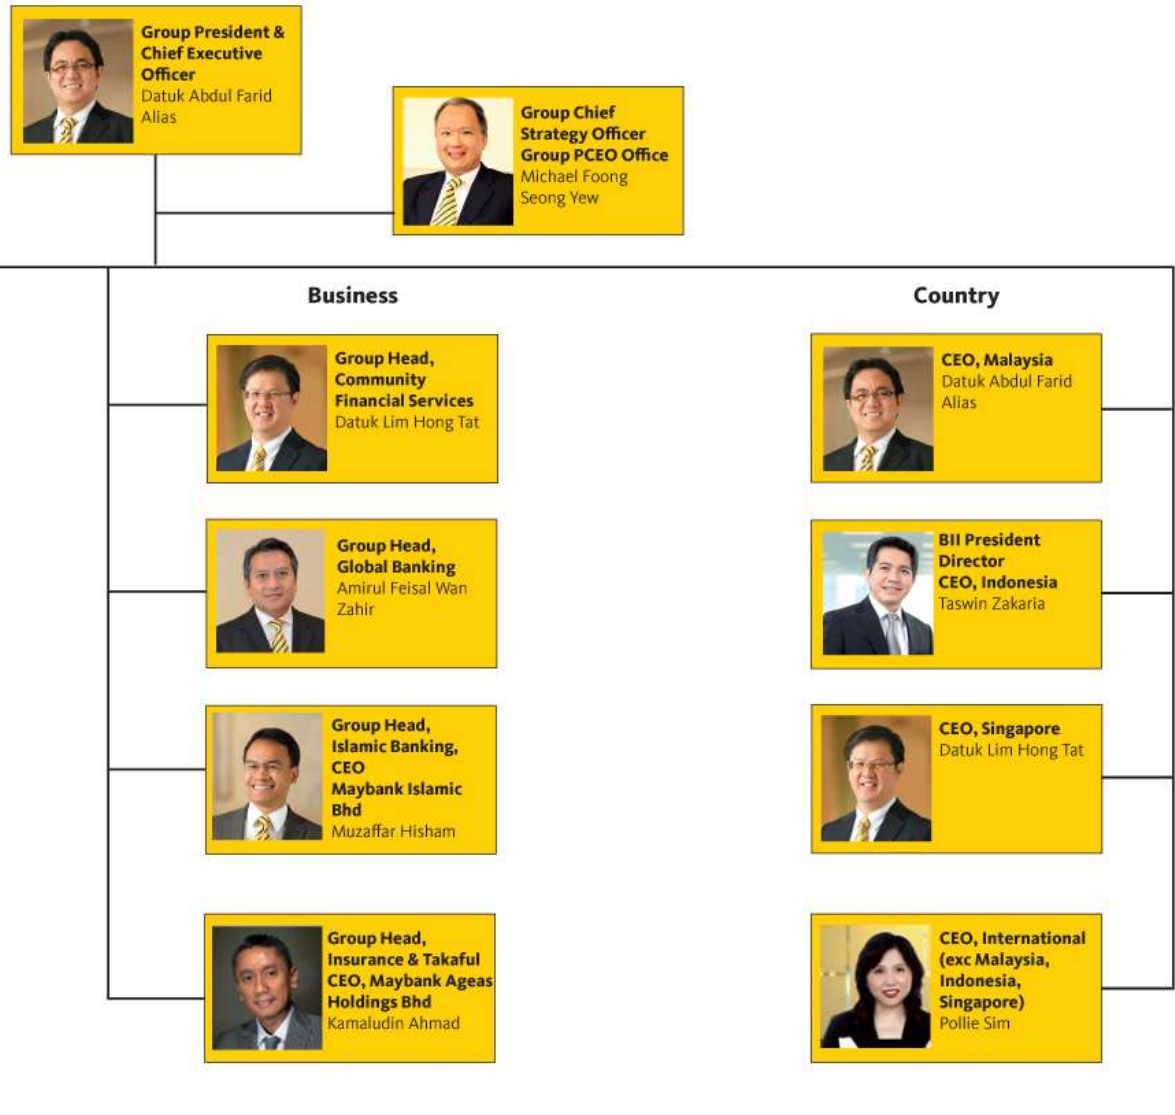 Group President &
Chief Executive
Officer
Datuk Abdul Farid
Alias
Group Chief
Strategy Officer
Group PCEO Office
Michael Foong
Seong Yew
Business
Group Head,
Community
Financial Services
Datuk Lim Hong Tat
Group Head,
Global Banking
Amirul Feisal Wan
Zahir
Group Head,
Islamic Banking,
CEO
Maybank Islamic
Bhd
Muzaffar Hisham
Group Head,
Insurance & Takaful
CEO, Maybank Ageas
Holdings Bhd
Kamaludin Ahmad
Country
CEO, Malaysia
Datuk Abdul Farid
Alias
BII President
Director
CEO, Indonesia
Taswin Zakaria
CEO, Singapore
Datuk Lim Hong Tat
CEO, International
(exc Malaysia,
Indonesia,
Singapore)
Pollie Sim